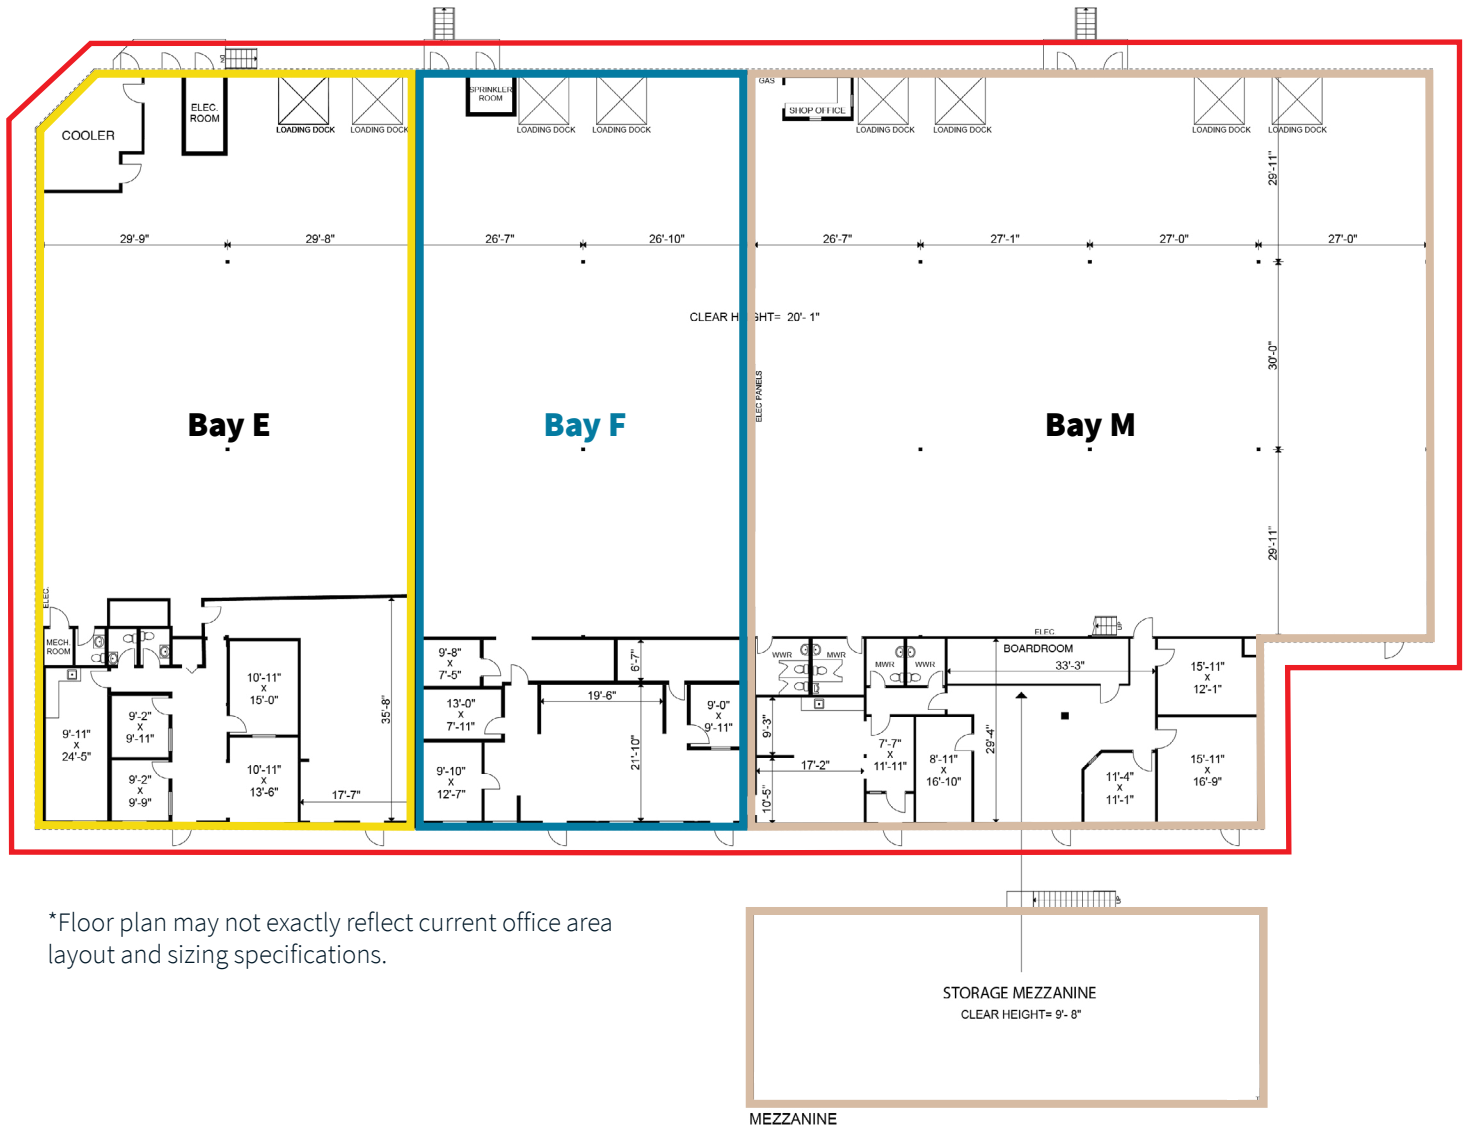 DN
COOLER
ELEC.
ROOM
LOADING DOCK
LOADING DOCK
SPRINKLER
ROOM
LOADING DOCK
LOADING DOCK
GAS
SHOP OFFICE
LOADING DOCK
LOADING DOCK
LOADING DOCK
LOADING DOCK
29'-11"
29'-9"
29'-8"
26'-7"
26'-10"
26'-7"
27'-1"
27'-0"
27'-0"
CLEAR H GHT= 20'- 1"
30'-0"
ELEC PANELS
Bay E
Bay F
Bay M
29'-11"
ELEC.
MECH.
ROOM
10'-11"
X
15'-0"
35'-8"
9'-11"
X
24'-5"
9'-2"
X
9'-11"
9'-2"
X
9'-9"
10'-11"
X
13'-6"
17'-7"
9'-8"
X
7'-5"
6'-7"
13'-0"
X
7'-11"
19'-6"
9'-0"
X
9'-11"
21'-10"
9'-10"
X
12'-7"
WWR
MWR
MWR
WWR
ELEC
UP
BOARDROOM
33'-3"
15'-11"
X
12'-1"
9'-3"
17'-2"
10'-5"
7'-7"
X
11'-11"
8'-11"
X
16'-10"
29'-4"
11'-4"
X
11'-1"
15'-11"
X
16'-9"
*Floor plan may not exactly reflect current office area
layout and sizing specifications.
UP
STORAGE MEZZANINE
CLEAR HEIGHT= 9'- 8"
MEZZANINE